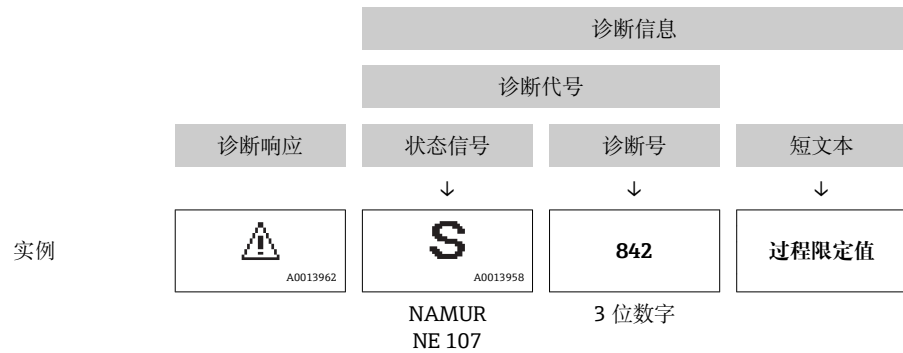 诊断信息
诊断代号
诊断响应 状态信号 诊断号 短文本
↓ ↓ ↓
实例 S 842 过程限定值
A0013962 A0013958
NAMUR 3 位数字
NE 107